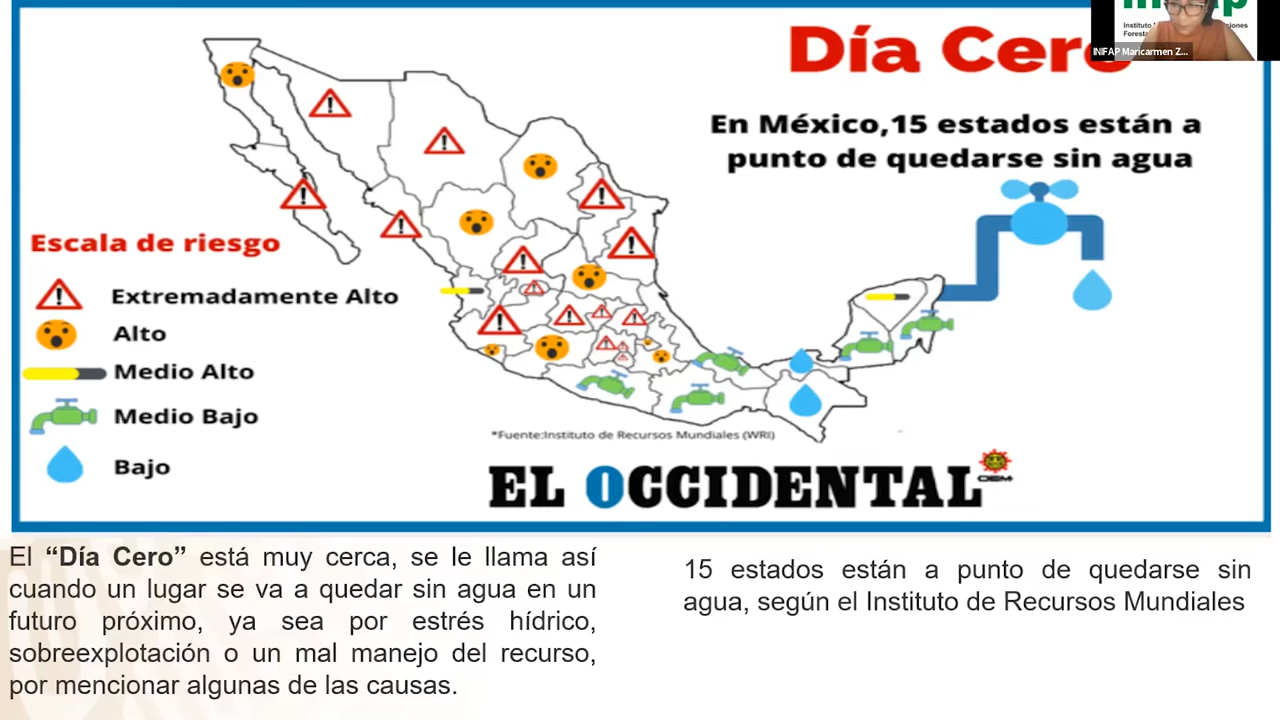 Día Cero
En México,15 estados están a
punto de quedarse sin agua
INIFAP Maricarmen Z...
Escala de riesgo
Extremadamente Alto
Alto
Medio Alto
Medio Bajo
Bajo
*Fuente:Instituto de Recursos Mundiales (WRI)
EL OCCIDENTAL
OEM
El “Día Cero” está muy cerca, se le llama así
cuando un lugar se va a quedar sin agua en un
futuro próximo, ya sea por estrés hídrico,
sobreexplotación o un mal manejo del recurso,
por mencionar algunas de las causas.
15 estados están a punto de quedarse sin
agua, según el Instituto de Recursos Mundiales